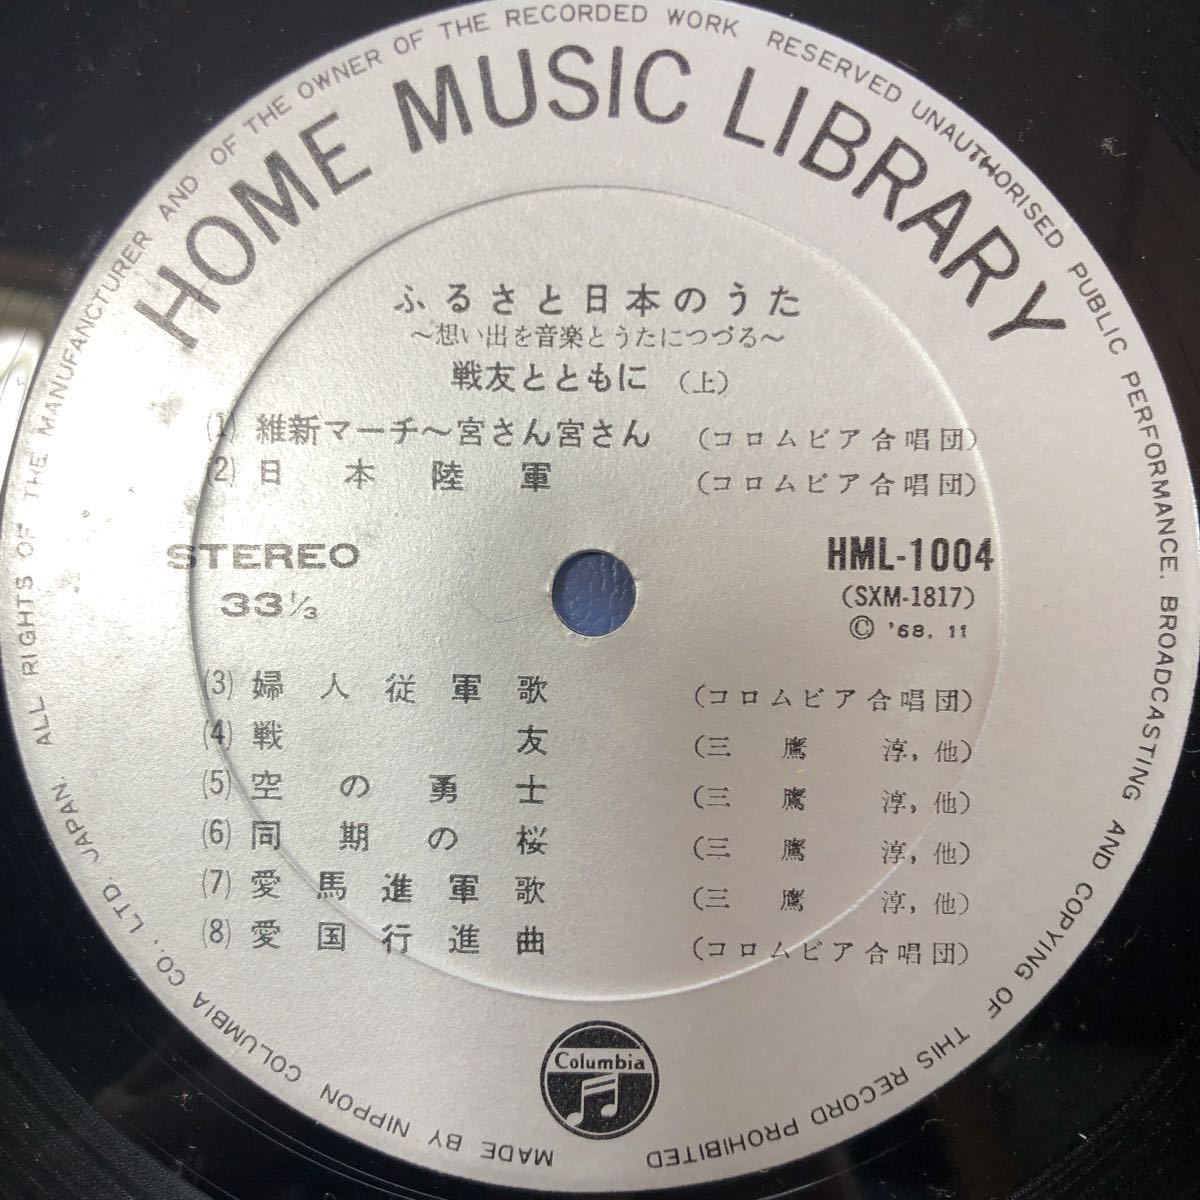 HOME MUSIC LIBRARY
ふるさと日本のうた
～想い出を音楽とうたにつづる～
戦友とともに (上)
(1) 維新マーチ～宮さん宮さん (コロムビア合唱団)
(2) 日本陸軍 (コロムビア合唱団)
STEREO
33⅓
HML-1004
(SXM-1817)
© '68. 11
(3) 婦人従軍歌 (コロムビア合唱団)
(4) 戦友 (三鷹淳, 他)
(5) 空の勇士 (三鷹淳, 他)
(6) 同期の桜 (三鷹淳, 他)
(7) 愛馬進軍歌 (三鷹淳, 他)
(8) 愛国行進曲 (コロムビア合唱団)
Columbia
MADE BY NIPPON COLUMBIA CO., LTD. JAPAN. ALL RIGHTS OF THE MANUFANCTURER AND OF THE OWNER OF THE RECORDED WORK RESERVED UNAUTHORISED PUBLIC PERFORMANCE. BROADCASTING AND COPYING OF THIS RECORD PROHIBITED